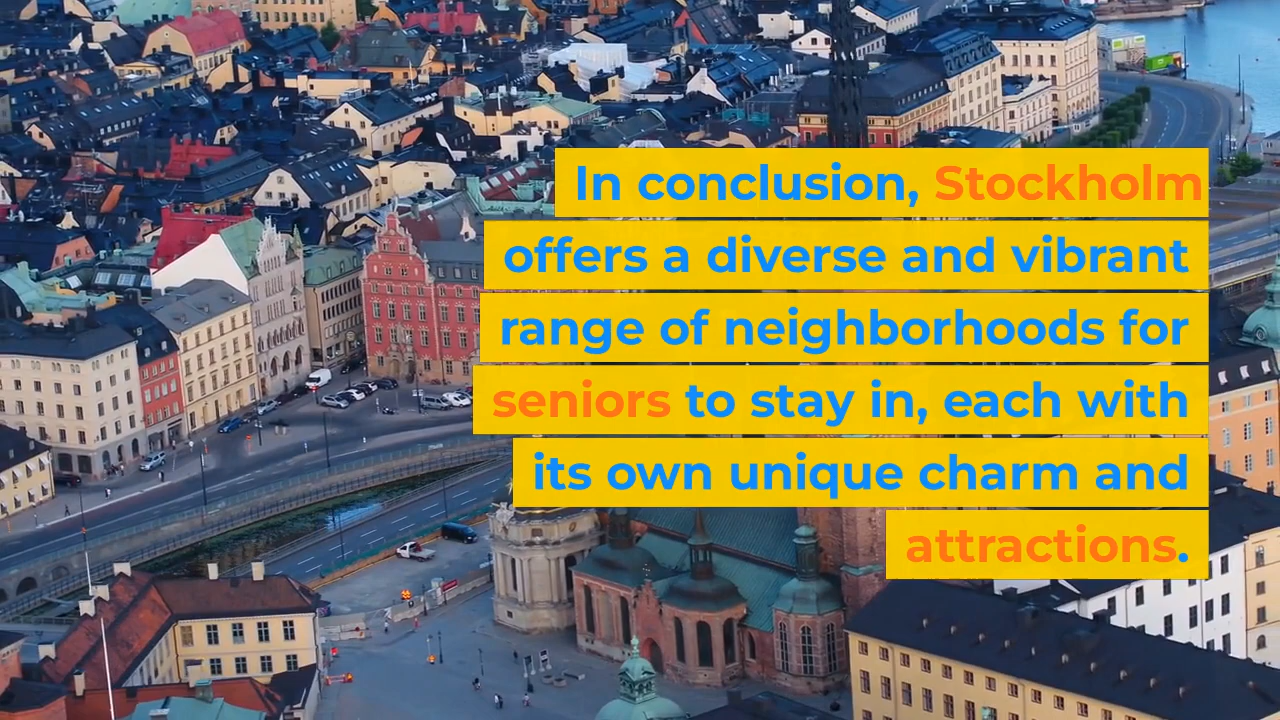 In conclusion, Stockholm
offers a diverse and vibrant
range of neighborhoods for
seniors to stay in, each with
its own unique charm and
attractions.